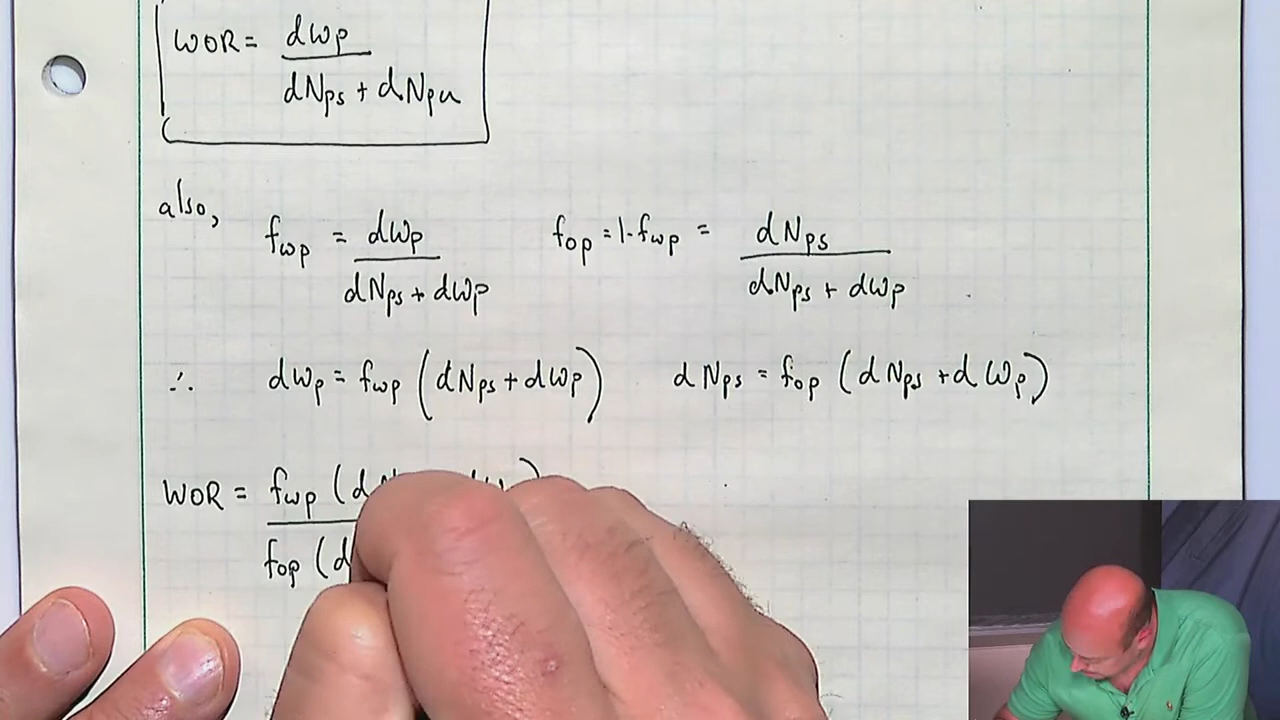 WOR = dWp / dNps + dNpu
also, fwp = dWp / dNps + dWp fop = 1 - fwp = dNps / dNps + dWp
∴ dWp = fwp (dNps + dWp) dNps = fop (dNps + dWp)
WOR = fwp (d
fop (d